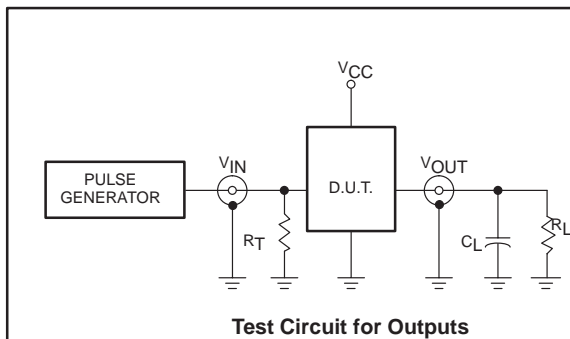 VCC
VIN
VOUT
PULSE
GENERATOR
D.U.T.
RT
CL
RL
Test Circuit for Outputs